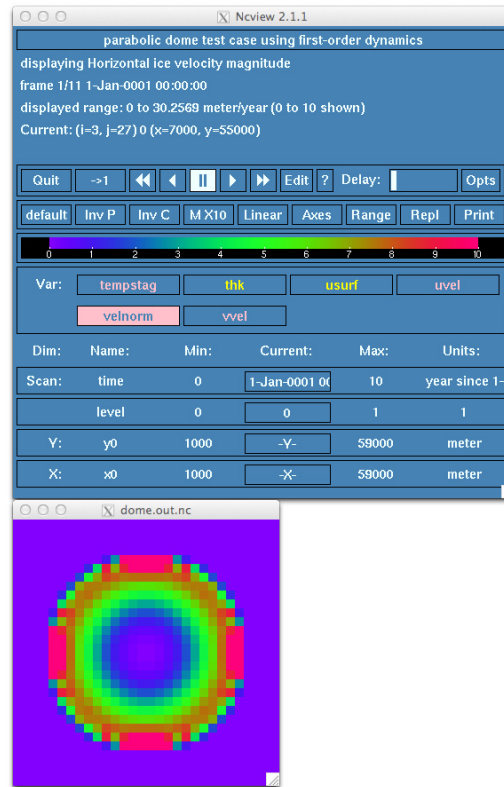 Ncview 2.1.1
parabolic dome test case using first-order dynamics
displaying Horizontal ice velocity magnitude
frame 1/11 1-Jan-0001 00:00:00
displayed range: 0 to 30.2569 meter/year (0 to 10 shown)
Current: (i=3, j=27) 0 (x=7000, y=55000)
Quit ->1 Edit ? Delay: Opts
default Inv P Inv C M X10 Linear Axes Range Repl Print
0 1 2 3 4 5 6 7 8 9 10
Var: tempstag thk usurf uvel
velnorm vvel
Dim: Name: Min: Current: Max: Units:
Scan: time 0 1-Jan-0001 00 10 year since 1-
level 0 0 1 1
Y: y0 1000 -Y- 59000 meter
X: x0 1000 -X- 59000 meter
dome.out.nc